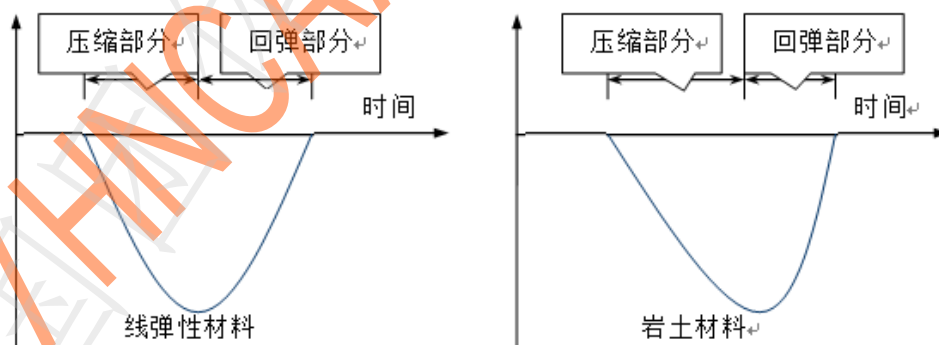 压缩部分
回弹部分
时间
线弹性材料
压缩部分
回弹部分
时间
岩土材料